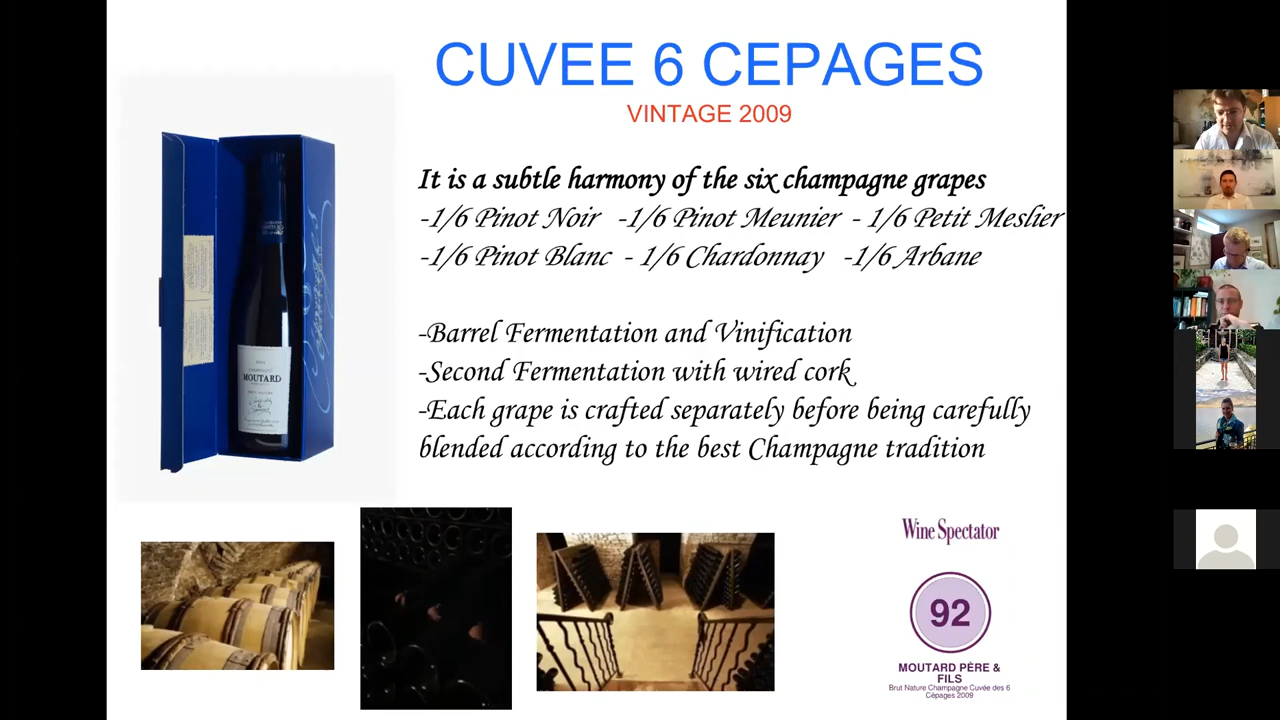 CUVEE 6 CEPAGES
VINTAGE 2009
It is a subtle harmony of the six champagne grapes
-1/6 Pinot Noir -1/6 Pinot Meunier - 1/6 Petit Meslier
-1/6 Pinot Blanc - 1/6 Chardonnay -1/6 Arbane
-Barrel Fermentation and Vinification
-Second Fermentation with wired cork
-Each grape is crafted separately before being carefully
blended according to the best Champagne tradition
MOUTARD
Wine Spectator
92
MOUTARD PÈRE &
FILS
Brut Nature Champagne Cuvée des 6
Cépages 2009